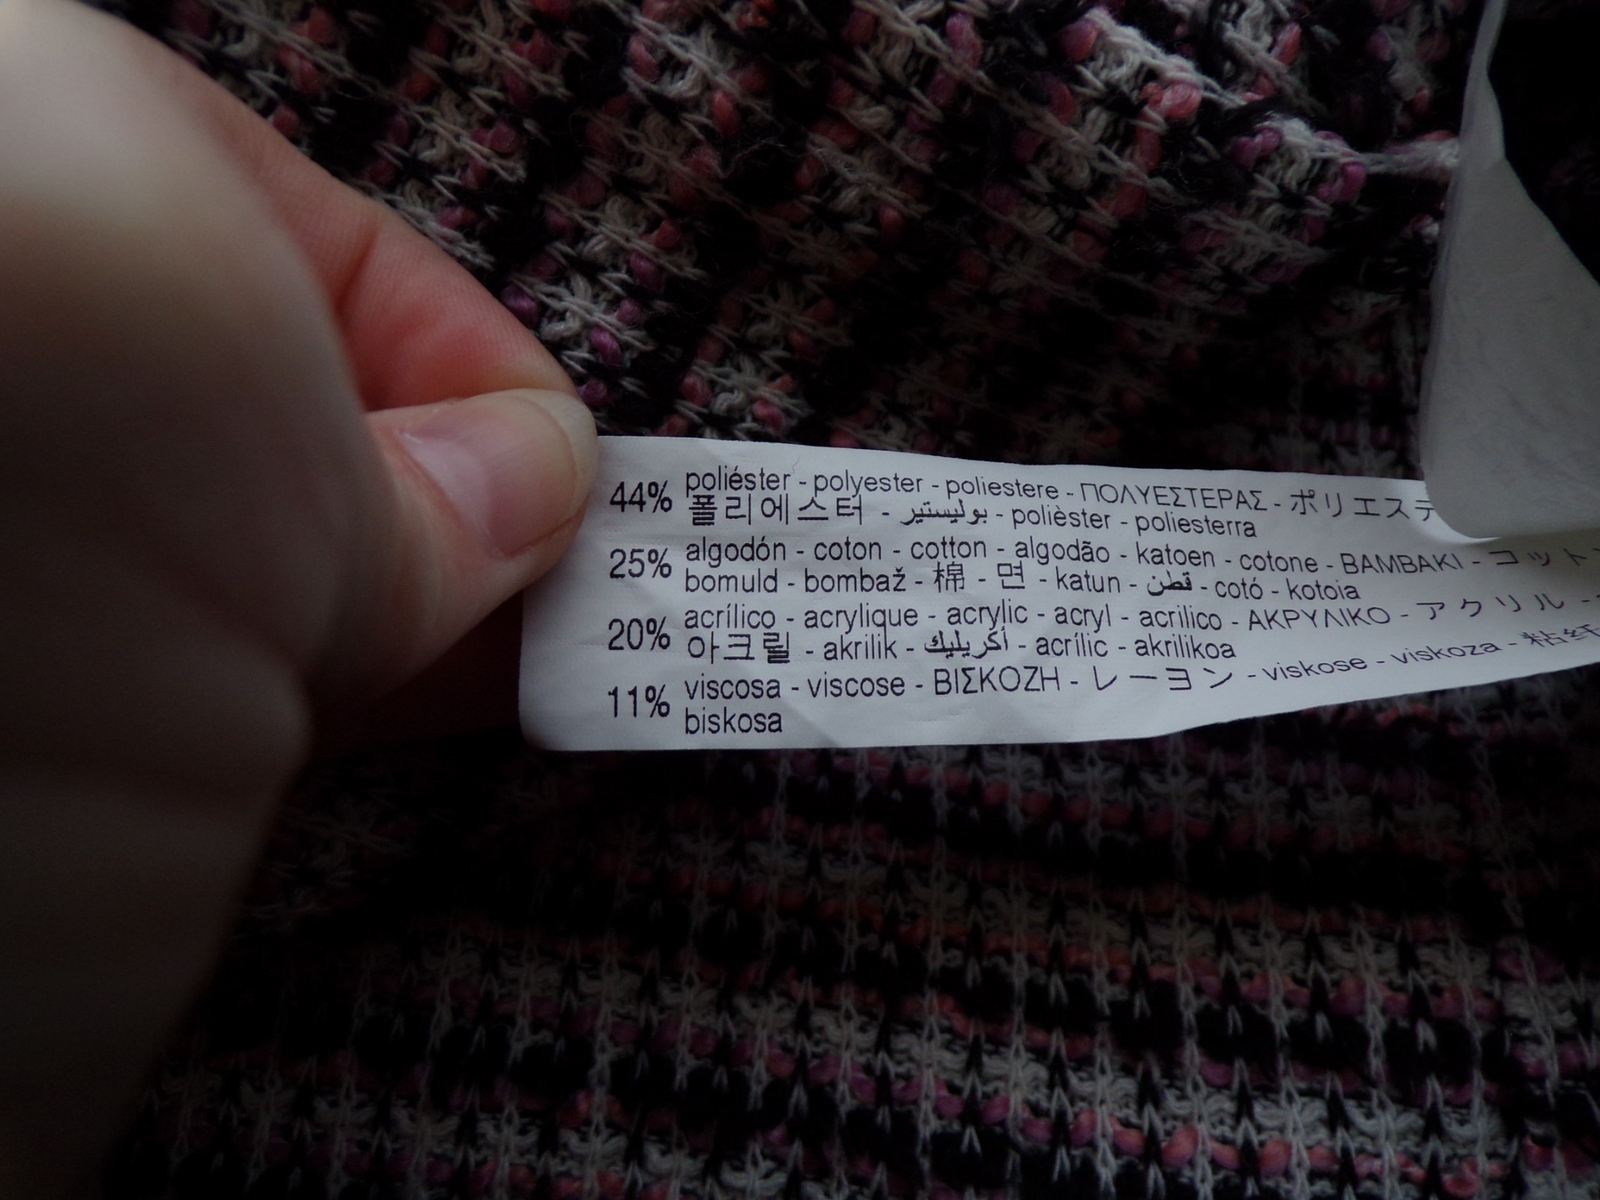 44% poliéster - polyester - poliestere - ΠΟΛΥΕΣΤΕΡΑΣ - ポリエステ
폴리에스터 - بوليستير - polièster - poliesterra
25% algodón - coton - cotton - algodão - katoen - cotone - BAMBAKI - コットン
bomuld - bombaž - 棉 - 면 - katun - قطن - cotó - kotoia
20% acrílico - acrylique - acrylic - acryl - acrilico - ΑΚΡΥΛΙΚΟ - アクリル -
아크릴 - akrilik - أكريليك - acrílic - akrilikoa
11% viscosa - viscose - ΒΙΣΚΟΖΗ - レーヨン - viskose - viskoza - 粘纤
biskosa